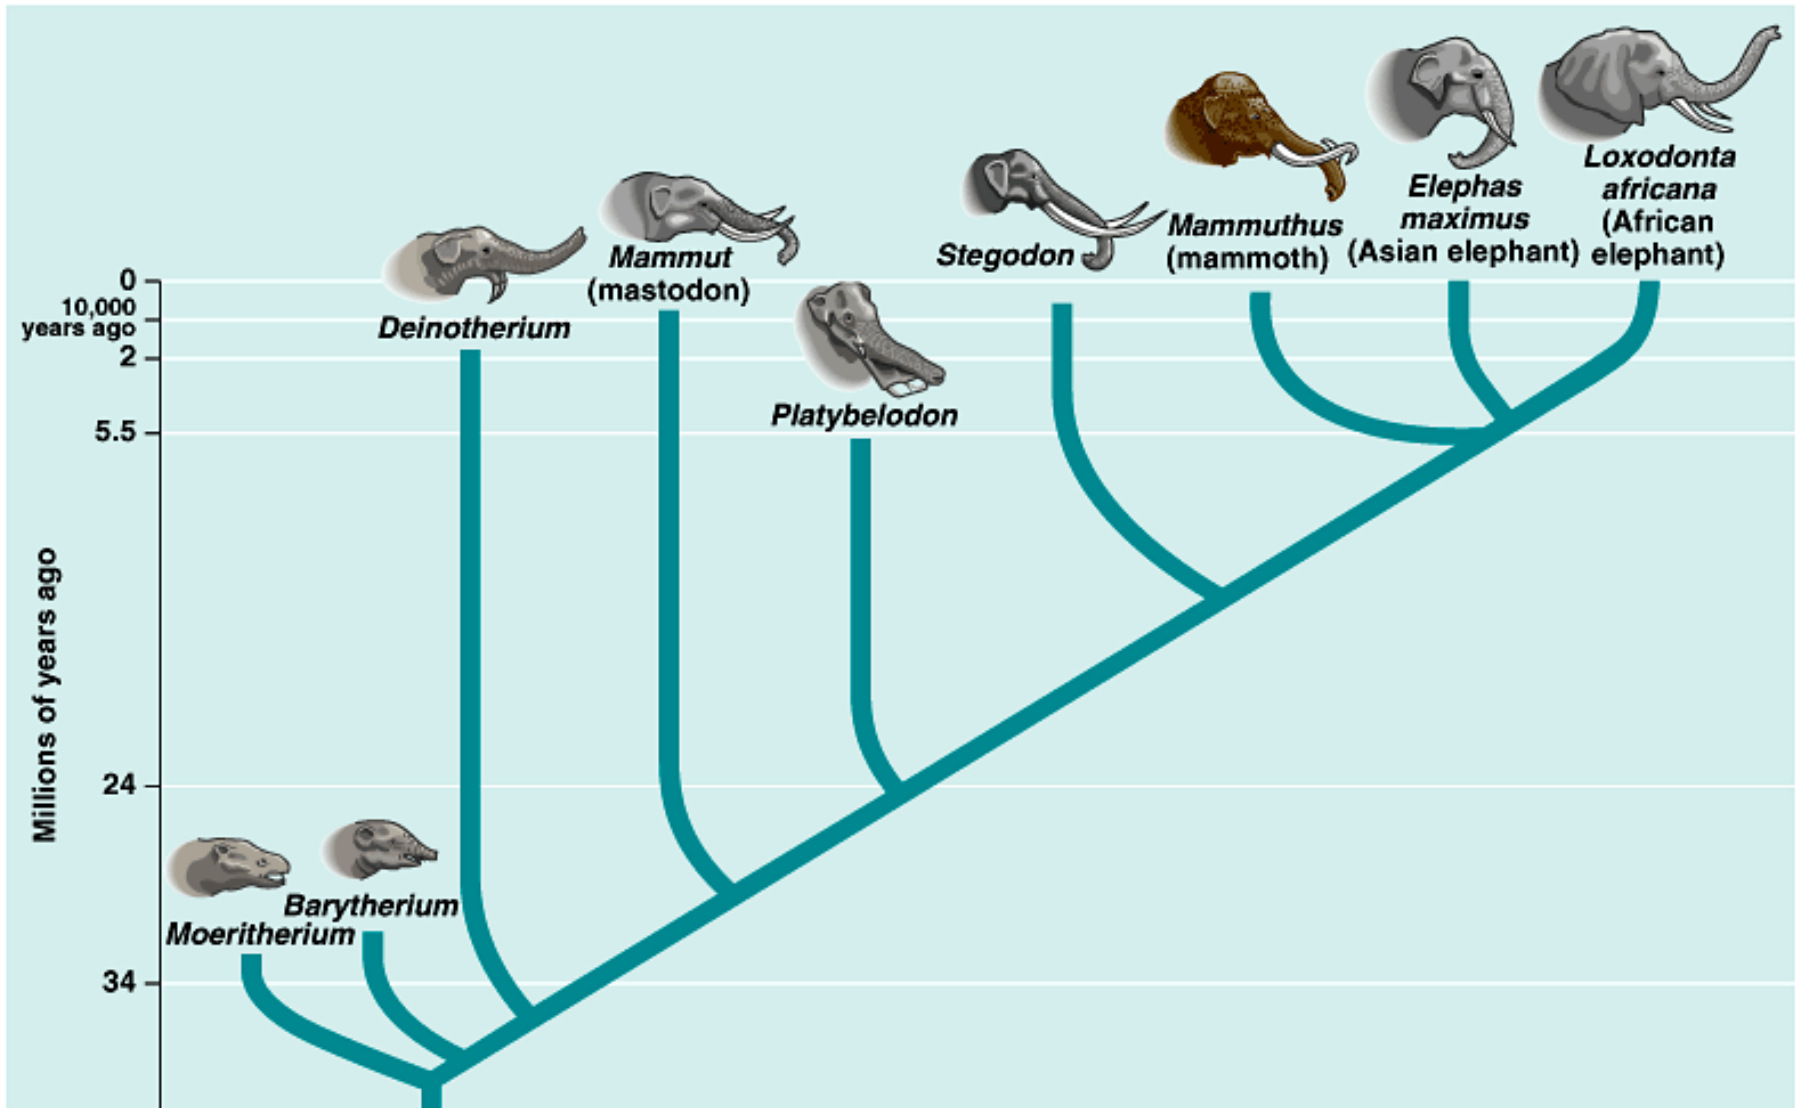 Loxodonta
africana
(African
elephant)
Elephas
maximus
(Asian elephant)
Mammuthus
(mammoth)
Stegodon
Mammut
(mastodon)
Deinotherium
Platybelodon
Barytherium
Moeritherium
0
10,000
years ago
2
5.5
24
34
Millions of years ago